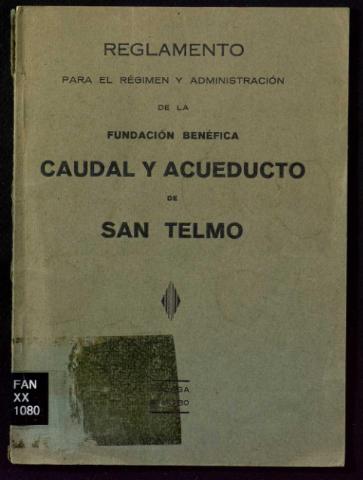 REGLAMENTO
PARA EL RÉGIMEN Y ADMINISTRACIÓN
DE LA
FUNDACIÓN BENÉFICA
CAUDAL Y ACUEDUCTO
DE
SAN TELMO
FAN
XX
1080